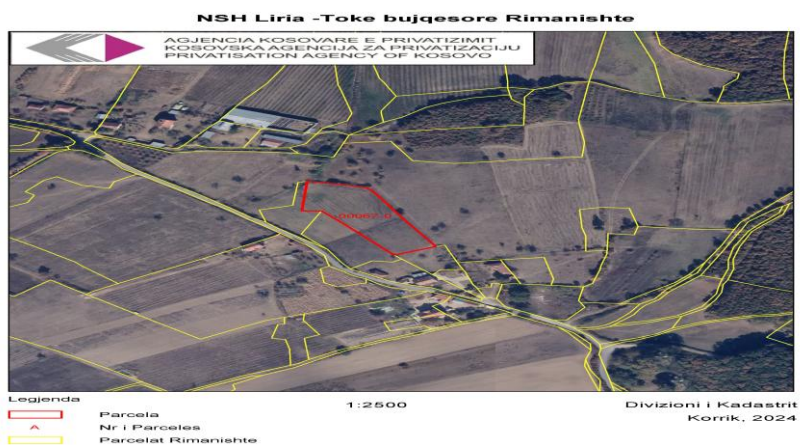 NSH Liria -Toke bujqesore Rimanishte
AGJENCIA KOSOVARE E PRIVATIZIMIT
KOSOVSKA AGENCIJA ZA PRIVATIZACIJU
PRIVATISATION AGENCY OF KOSOVO
Legjenda
Parcela
A Nr i Parceles
Parcelat Rimanishte
1:2500
Divizioni i Kadastrit
Korrik, 2024